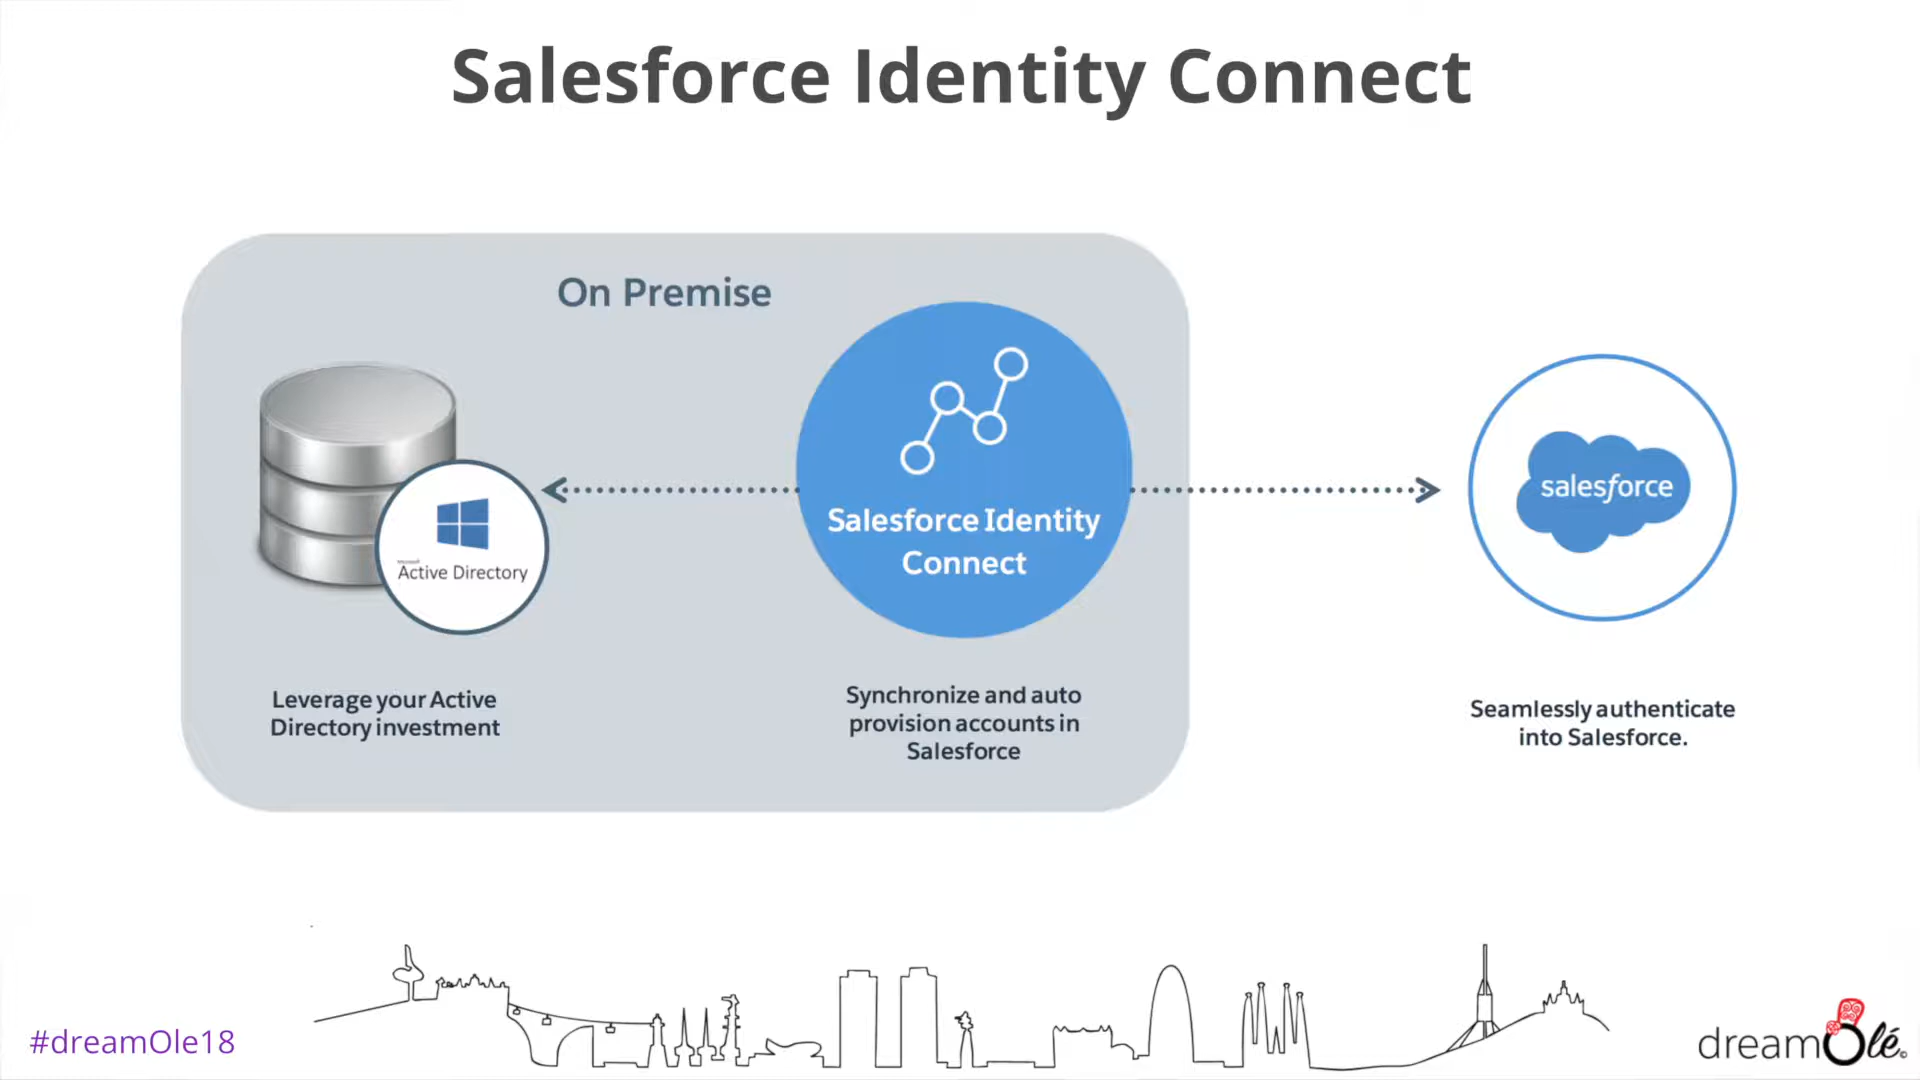 Salesforce Identity Connect
On Premise
Active Directory
Salesforce Identity
Connect
salesforce
Leverage your Active
Directory investment
Synchronize and auto
provision accounts in
Salesforce
Seamlessly authenticate
into Salesforce.
#dreamOle18
dreamOlé